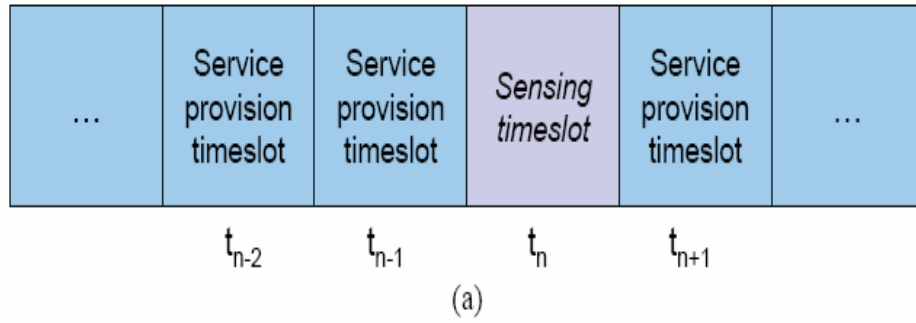 ...
Service
provision
timeslot
Service
provision
timeslot
Sensing
timeslot
Service
provision
timeslot
...
t_{n-2}
t_{n-1}
t_n
t_{n+1}
(a)